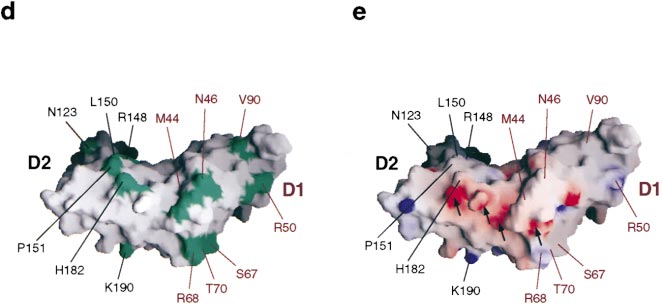 d
e
N46
L150
V90
N123
R148
M44
D2
D1
P151
R50
H182
K190
S67
T70
R68
N46
L150
V90
N123
R148
M44
D2
D1
P151
R50
H182
K190
S67
T70
R68